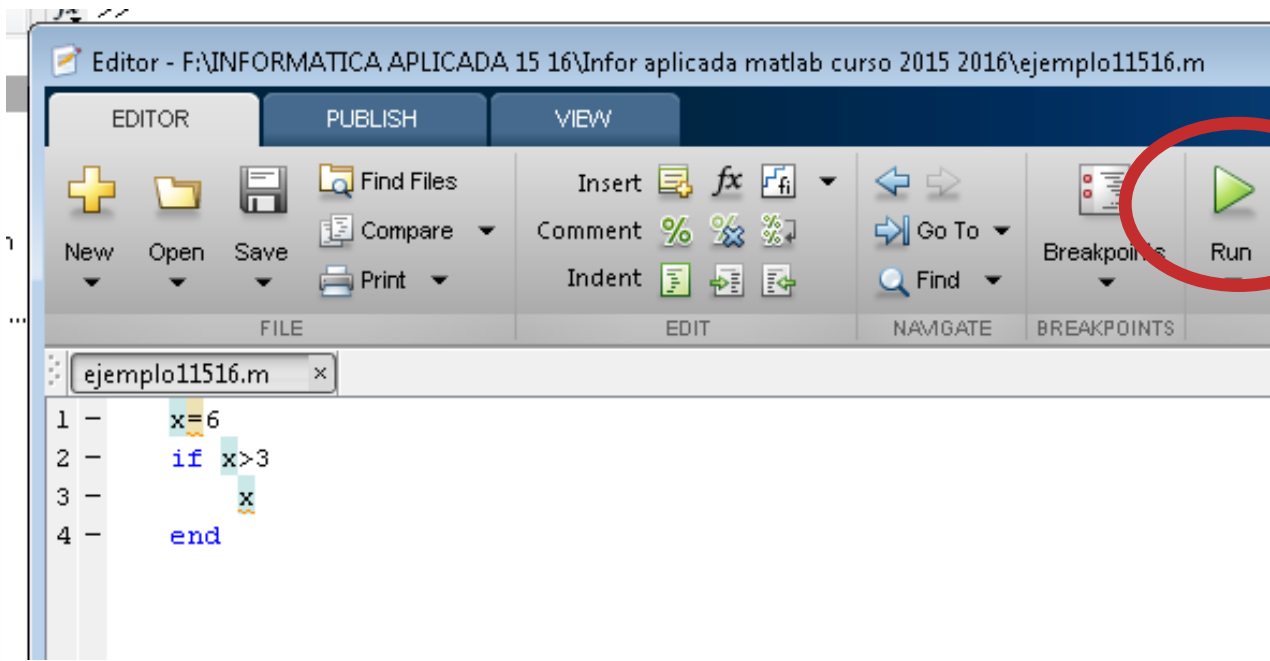 fx >>
Editor - F:\INFORMATICA APLICADA 15 16\Infor aplicada matlab curso 2015 2016\ejemplo11516.m
EDITOR PUBLISH VIEW
New Open Save
Find Files
Compare
Print
FILE
Insert fx fi
Comment % % %
Indent
EDIT
Go To
Find
NAVIGATE
Breakpoints
BREAKPOINTS
Run
...
ejemplo11516.m ×
1 – x=6
2 – if x>3
3 – x
4 – end